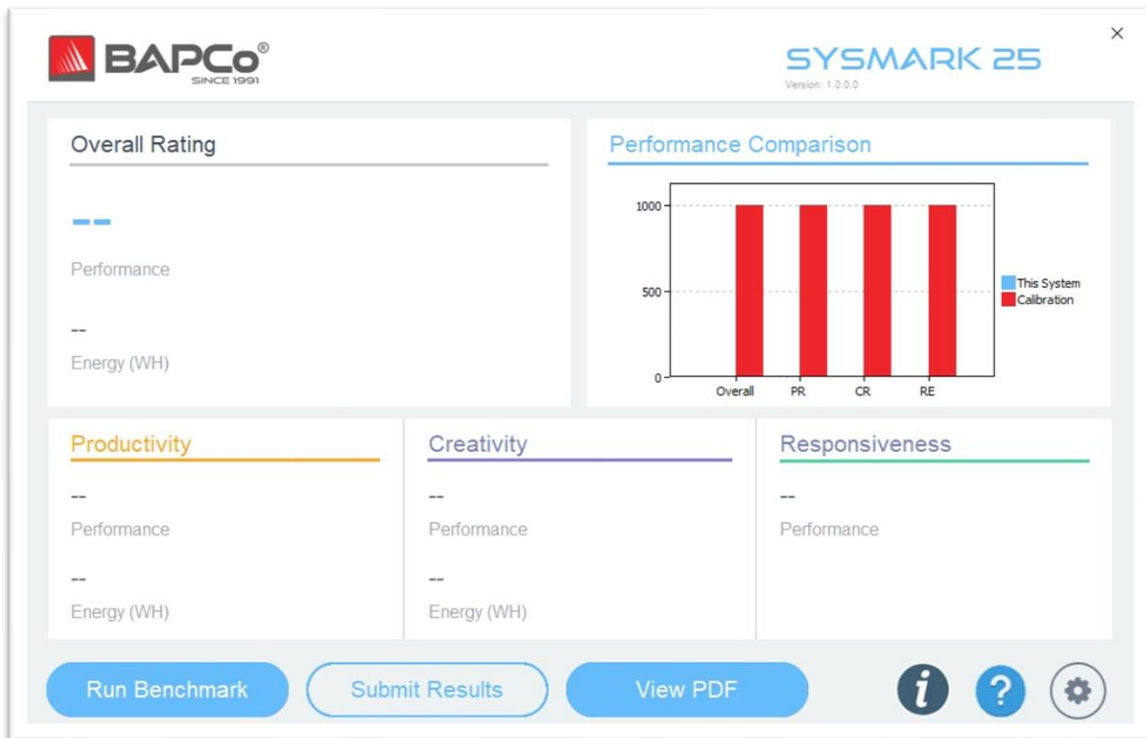 BAPCo®
SINCE 1991
SYSMARK 25
Version: 1.0.0.0
Overall Rating
--
Performance
--
Energy (WH)
Performance Comparison
1000
500
0
Overall PR CR RE
This System
Calibration
Productivity
--
Performance
--
Energy (WH)
Creativity
--
Performance
--
Energy (WH)
Responsiveness
--
Performance
Run Benchmark
Submit Results
View PDF
i
?